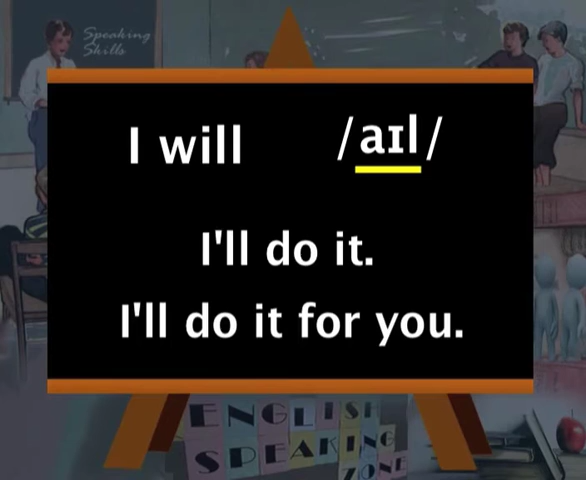 Speaking
Skills
I will /aɪl/
I'll do it.
I'll do it for you.
ENGLISH
SPEAKING
ZONE